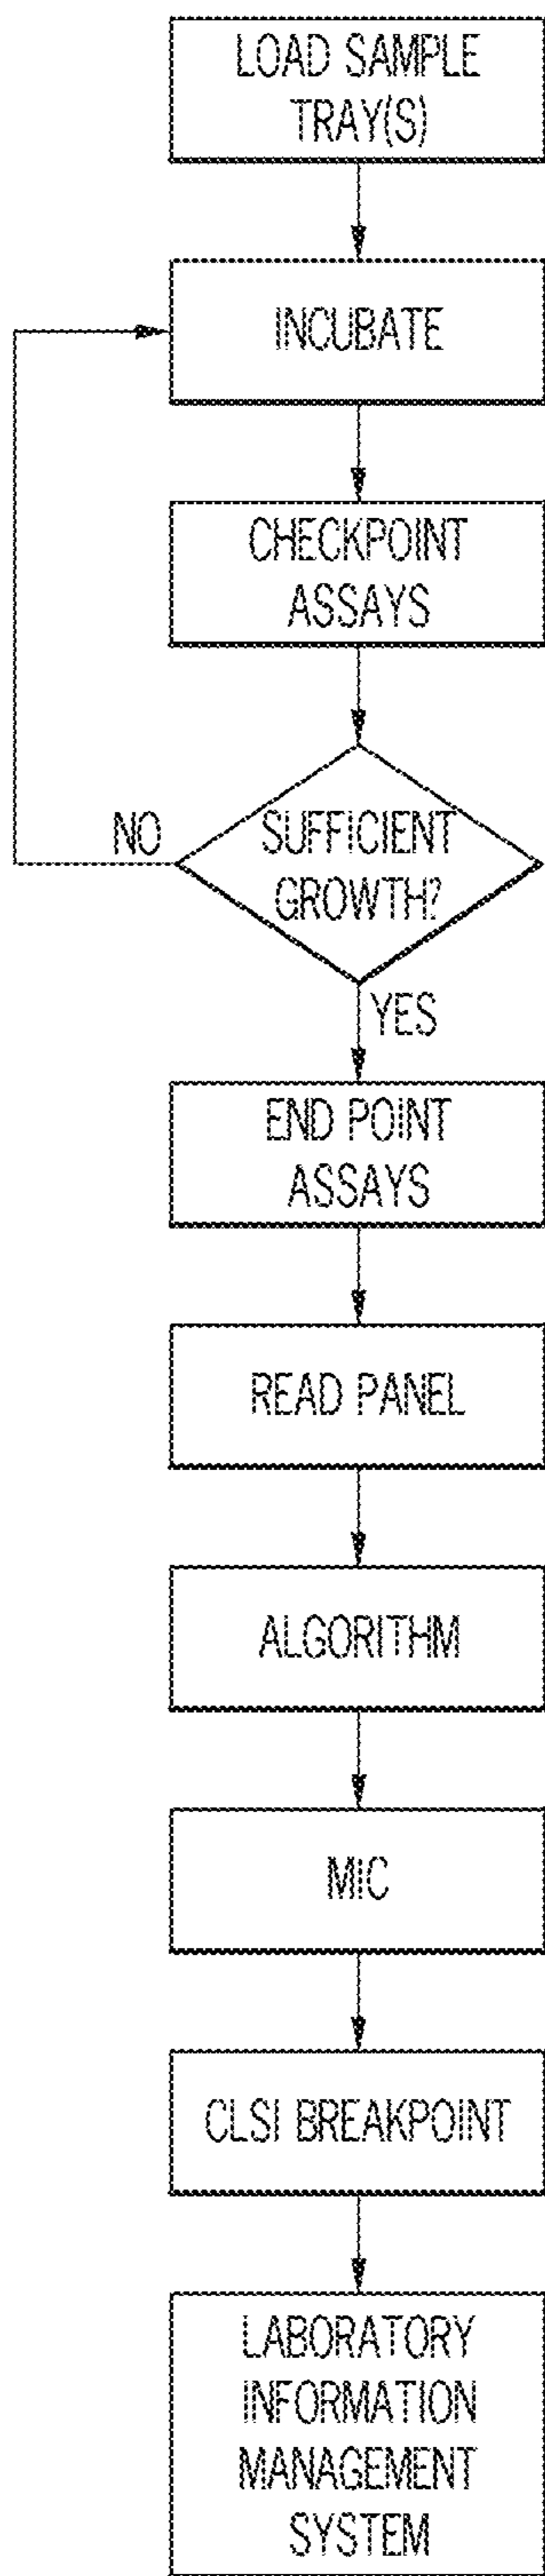 LOAD SAMPLE
TRAY(S)
INCUBATE
CHECKPOINT
ASSAYS
NO
SUFFICIENT
GROWTH?
YES
END POINT
ASSAYS
READ PANEL
ALGORITHM
MIC
CLSI BREAKPOINT
LABORATORY
INFORMATION
MANAGEMENT
SYSTEM